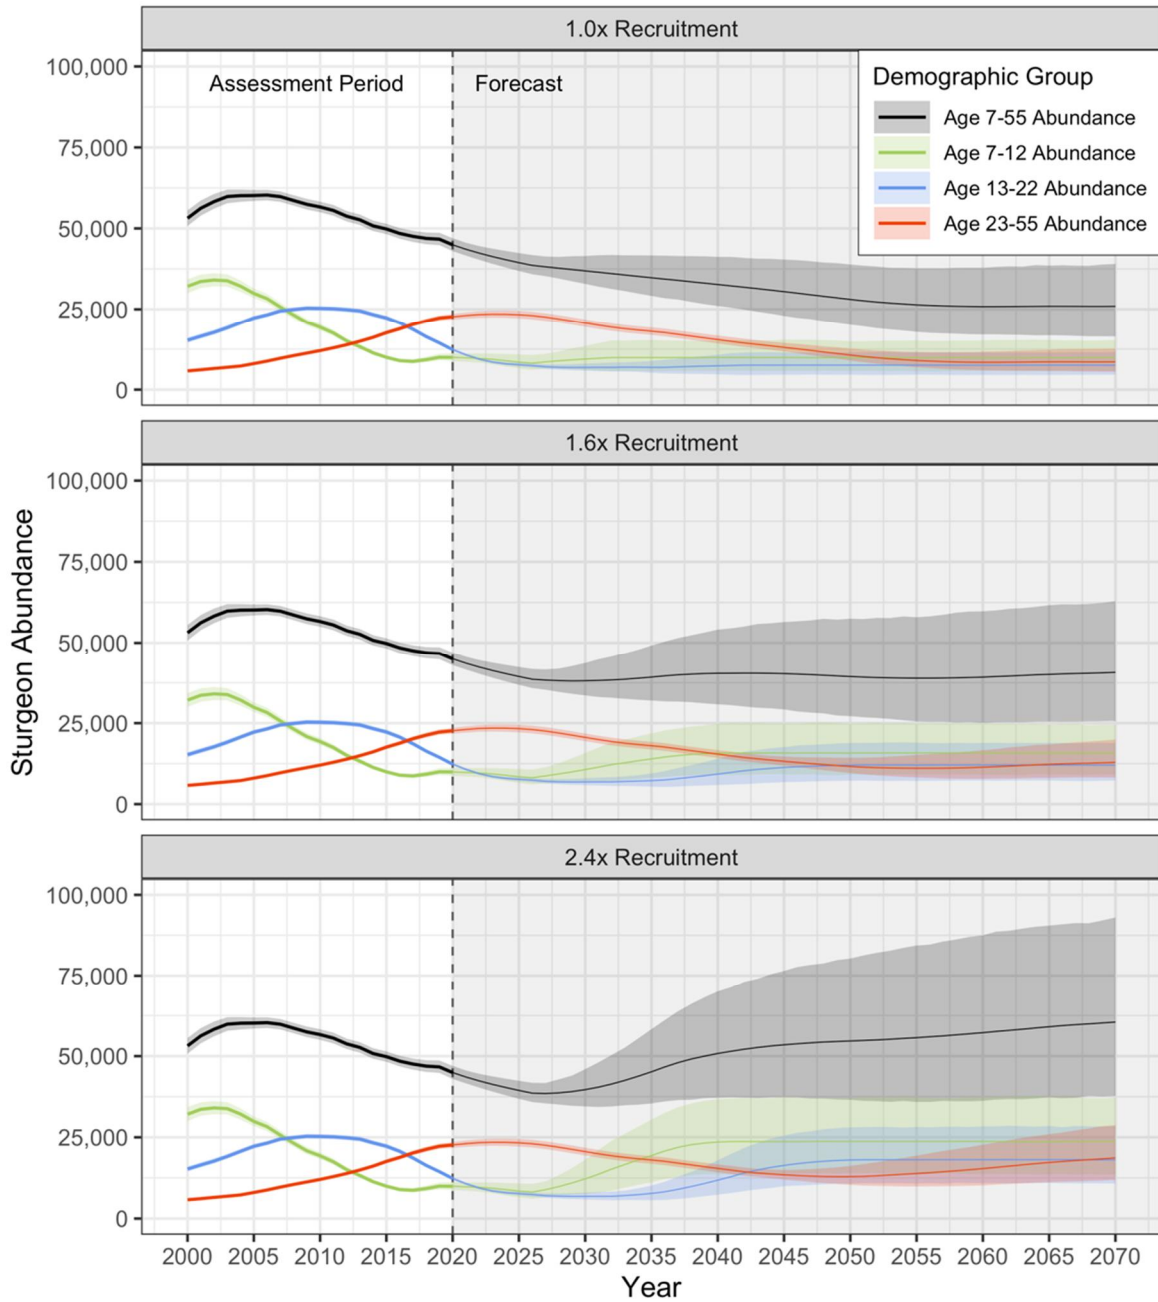 1.0x Recruitment
100,000
Assessment Period
Forecast
Demographic Group
Age 7-55 Abundance
Age 7-12 Abundance
Age 13-22 Abundance
Age 23-55 Abundance
75,000
50,000
25,000
0
1.6x Recruitment
100,000
75,000
50,000
25,000
0
Sturgeon Abundance
2.4x Recruitment
100,000
75,000
50,000
25,000
0
2000 2005 2010 2015 2020 2025 2030 2035 2040 2045 2050 2055 2060 2065 2070
Year